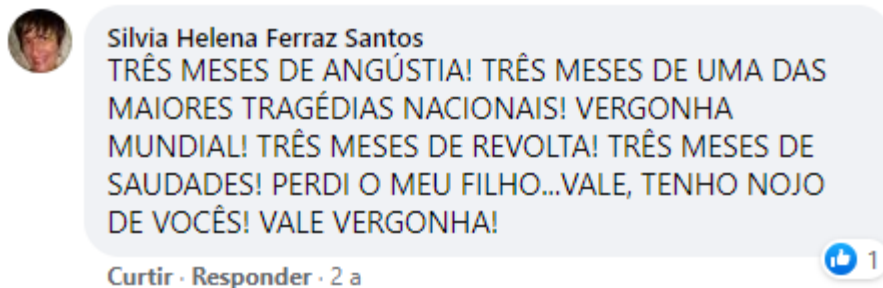 Silvia Helena Ferraz Santos
TRÊS MESES DE ANGÚSTIA! TRÊS MESES DE UMA DAS
MAIORES TRAGÉDIAS NACIONAIS! VERGONHA
MUNDIAL! TRÊS MESES DE REVOLTA! TRÊS MESES DE
SAUDADES! PERDI O MEU FILHO...VALE, TENHO NOJO
DE VOCÊS! VALE VERGONHA!
1
Curtir · Responder · 2 a